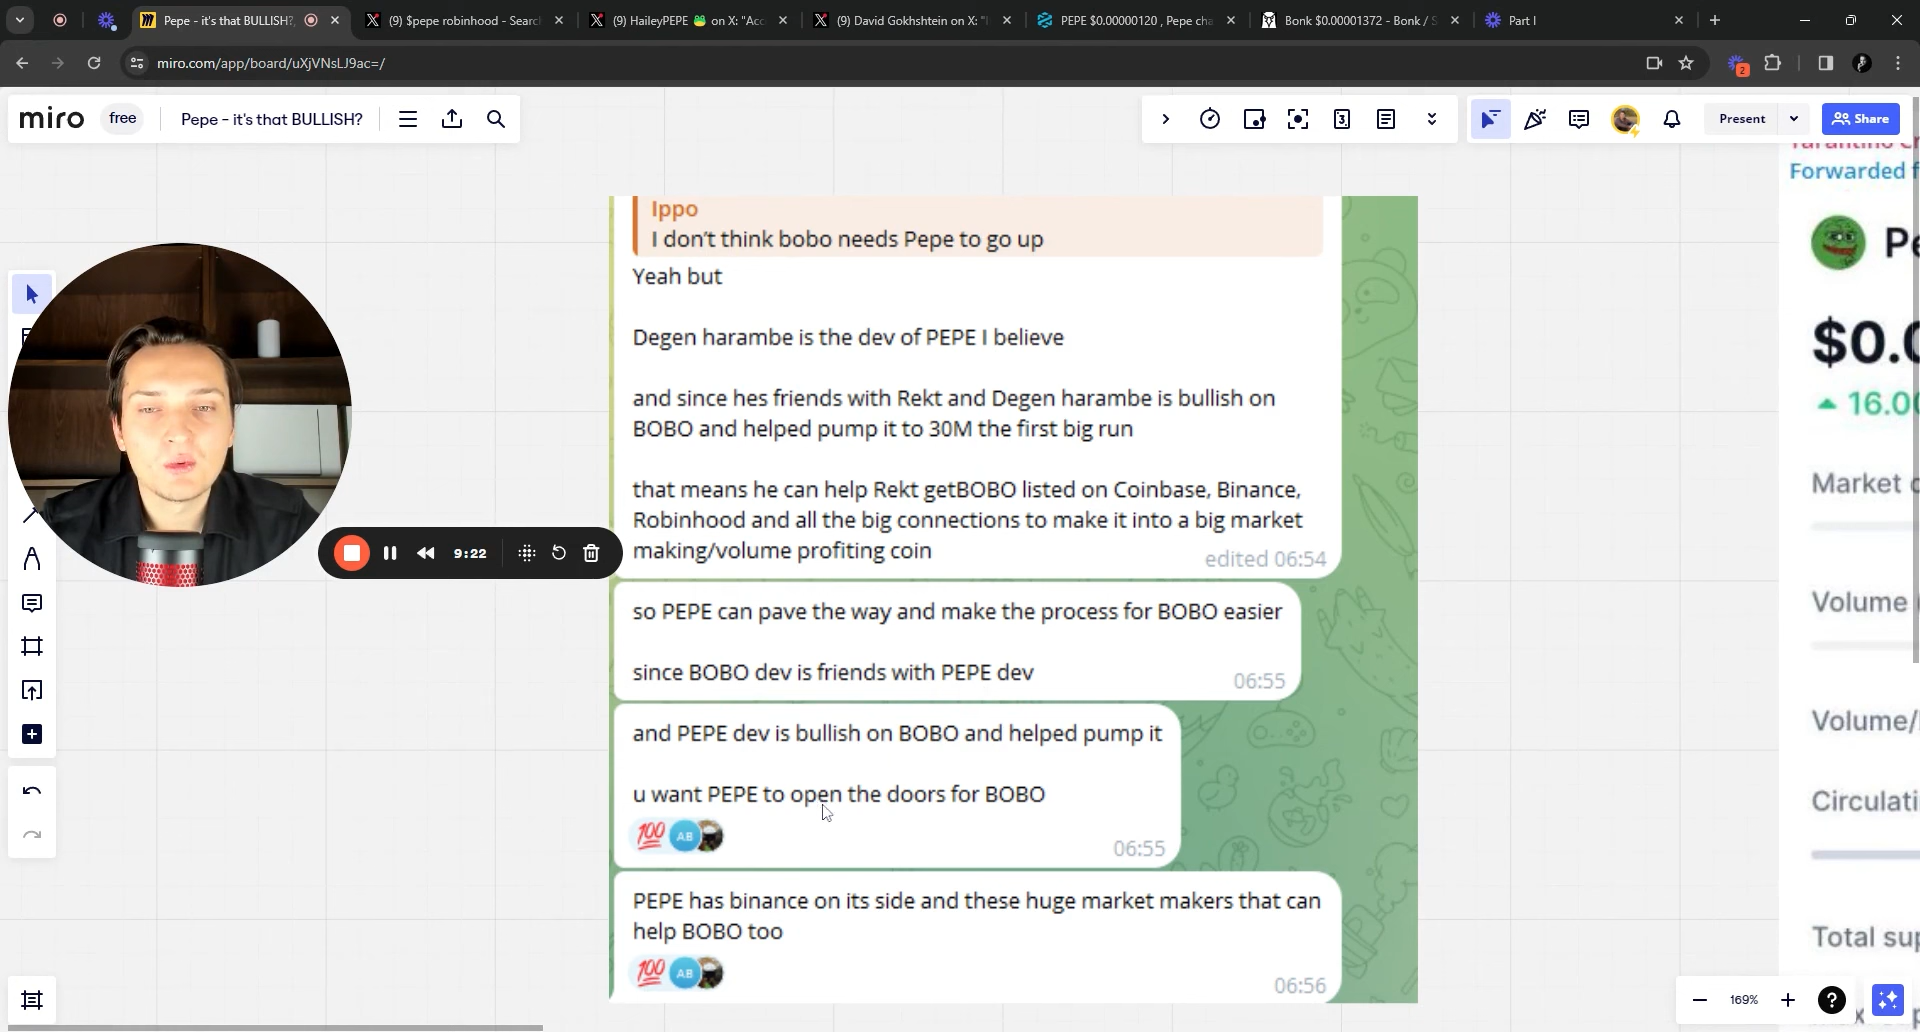 Pepe - it's that BULLISH?
(9) $pepe robinhood - Searc
(9) HaileyPEPE 🐸 on X: "Acc
(9) David Gokhshtein on X: "
PEPE $0.00000120 , Pepe cha
Bonk $0.00001372 - Bonk / S
Part I
miro.com/app/board/uXjVNsLJ9ac=/
2
miro
free
Pepe - it's that BULLISH?
3
Present
Share
Forwarded f
Ippo
I don't think bobo needs Pepe to go up
Yeah but
Degen harambe is the dev of PEPE I believe
and since hes friends with Rekt and Degen harambe is bullish on
BOBO and helped pump it to 30M the first big run
that means he can help Rekt getBOBO listed on Coinbase, Binance,
Robinhood and all the big connections to make it into a big market
making/volume profiting coin
edited 06:54
9:22
so PEPE can pave the way and make the process for BOBO easier
since BOBO dev is friends with PEPE dev
06:55
and PEPE dev is bullish on BOBO and helped pump it
u want PEPE to open the doors for BOBO
💯 AB
06:55
PEPE has binance on its side and these huge market makers that can
help BOBO too
💯 AB
06:56
Pe
$0.0
16.00
Market c
Volume
Volume/
Circulati
Total sup
169%
?